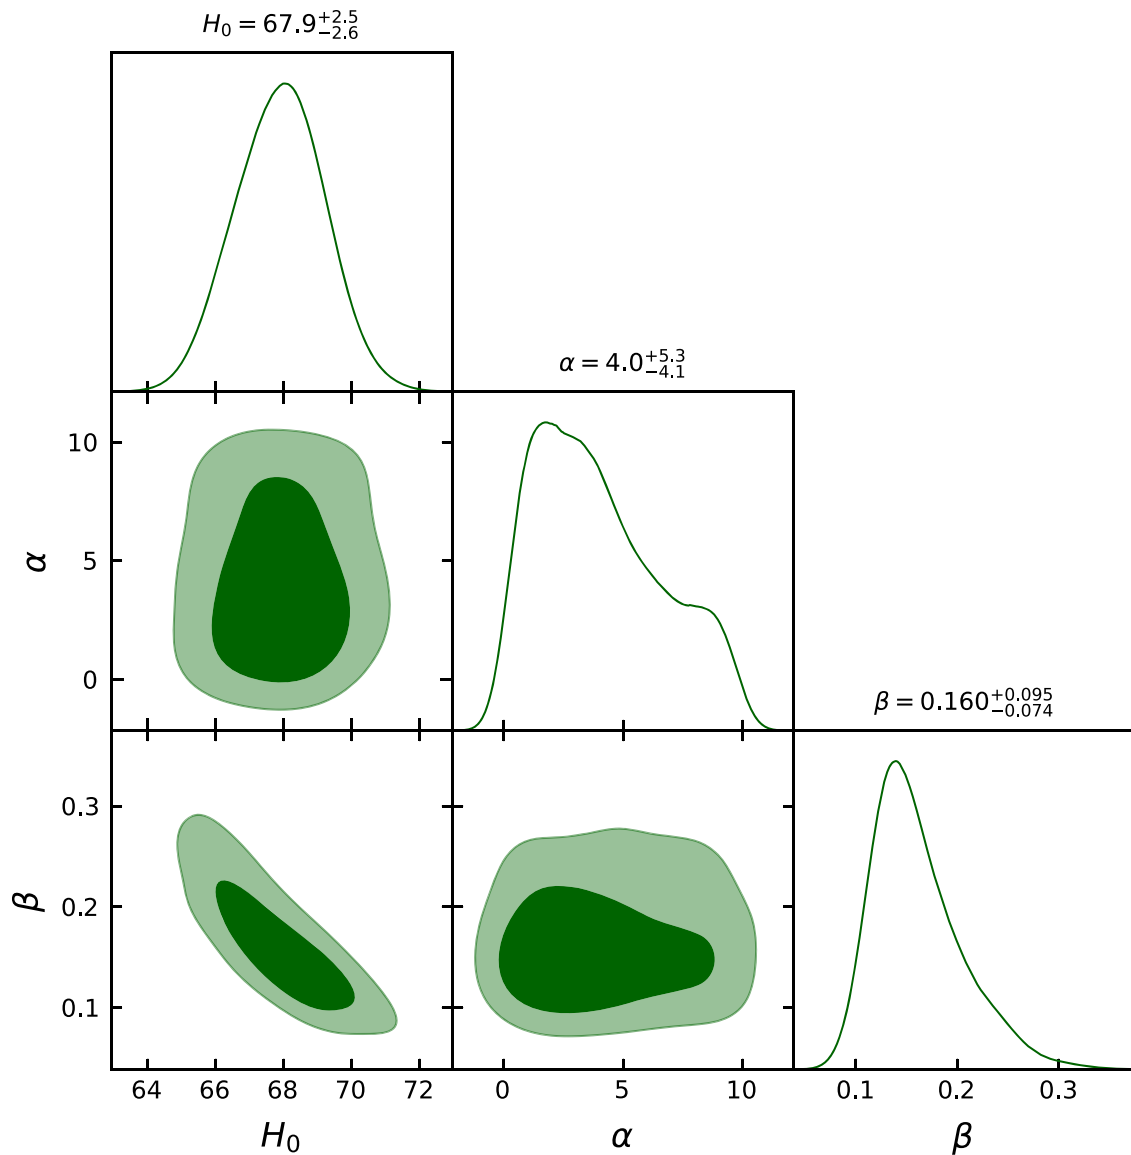 H₀ = 67.9⁺²·⁵₋₂.₆
α = 4.0⁺⁵·³₋₄.₁
10
5
0
α
β = 0.160⁺⁰·⁰⁹⁵₋₀.₀₇₄
0.3
0.2
0.1
β
64 66 68 70 72 0 5 10 0.1 0.2 0.3
H₀ α β